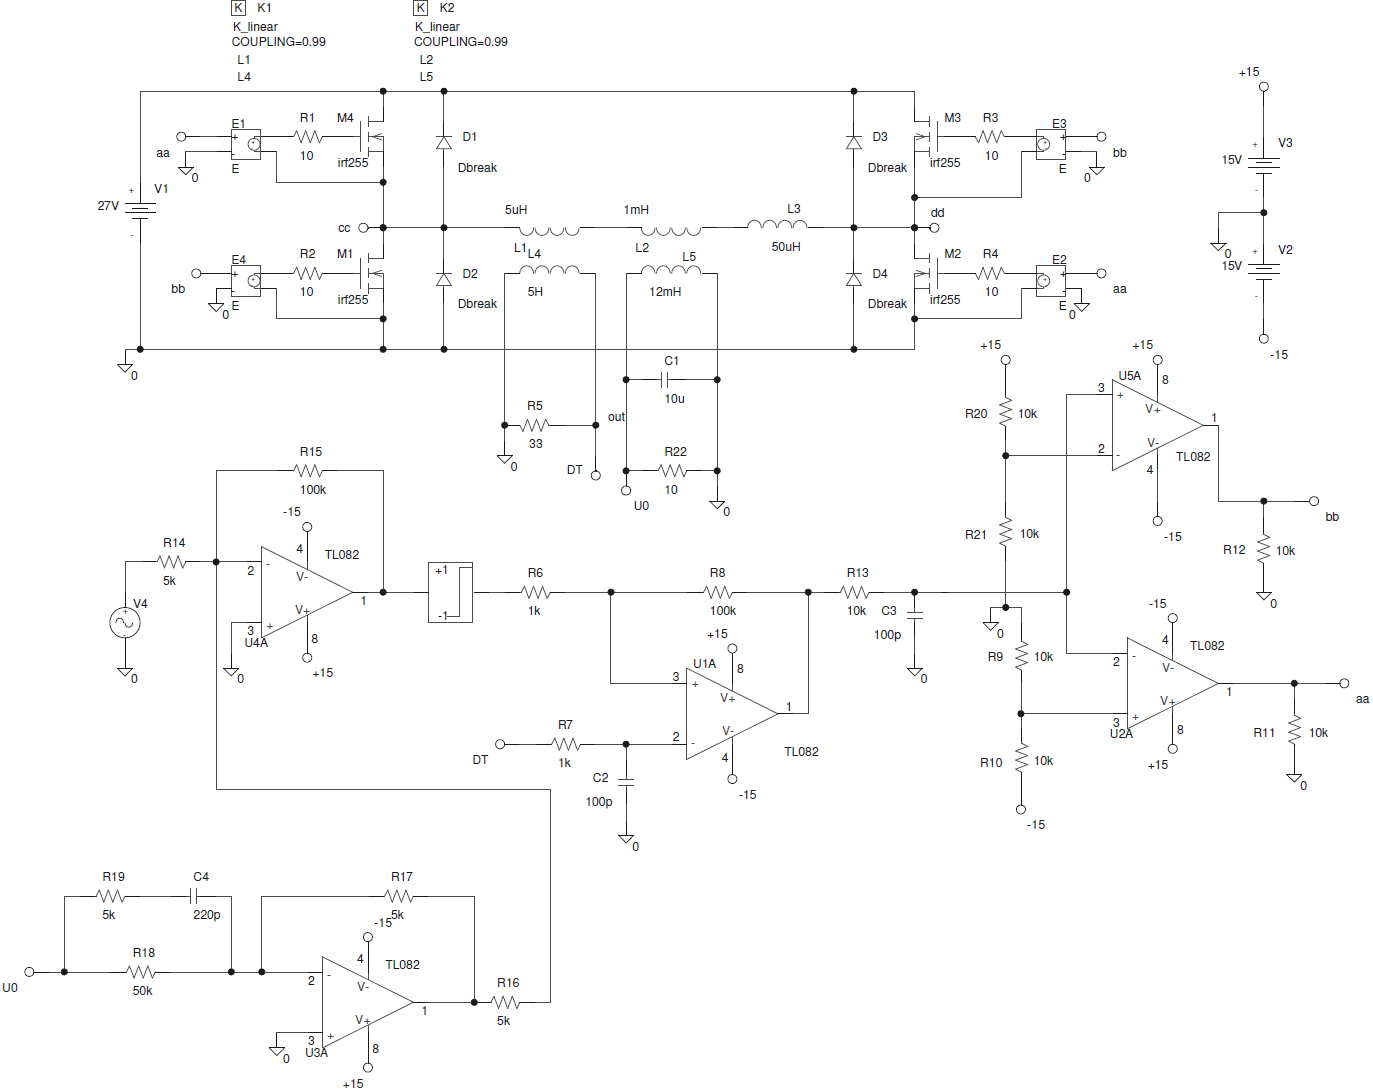 K K1
K_linear
COUPLING=0.99
L1
L4
K K2
K_linear
COUPLING=0.99
L2
L5
+15
E1
+
-
+
E
aa
0
R1
10
M4
irf255
D1
Dbreak
D3
Dbreak
M3
irf255
R3
10
E3
+
-
+
E
bb
0
V3
15V
+
-
V1
27V
+
-
cc
5uH
L1
1mH
L2
L3
50uH
dd
E4
+
-
+
E
bb
0
R2
10
M1
irf255
D2
Dbreak
L4
5H
L5
12mH
D4
Dbreak
M2
irf255
R4
10
E2
+
-
+
E
aa
0
0
V2
15V
+
-
-15
0
C1
10u
R5
33
out
0
DT
R22
10
U0
0
+15
R20
10k
R21
10k
+15
U5A
3
+
8
V+
V-
2
-
4
1
TL082
-15
bb
R12
10k
0
R15
100k
-15
R14
5k
4
TL082
2
-
V-
V+
3
+
8
1
U4A
+15
V4
+
-
0
0
+1
-1
R6
1k
R8
100k
R13
10k
C3
100p
0
+15
U1A
3
+
8
V+
V-
2
-
4
1
TL082
-15
DT
R7
1k
C2
100p
0
0
R9
10k
R10
10k
-15
-15
4
TL082
2
-
V-
V+
3
+
8
1
U2A
+15
aa
R11
10k
0
R19
5k
C4
220p
R17
5k
-15
R18
50k
U0
4
TL082
2
-
V-
V+
3
+
8
1
U3A
0
+15
R16
5k